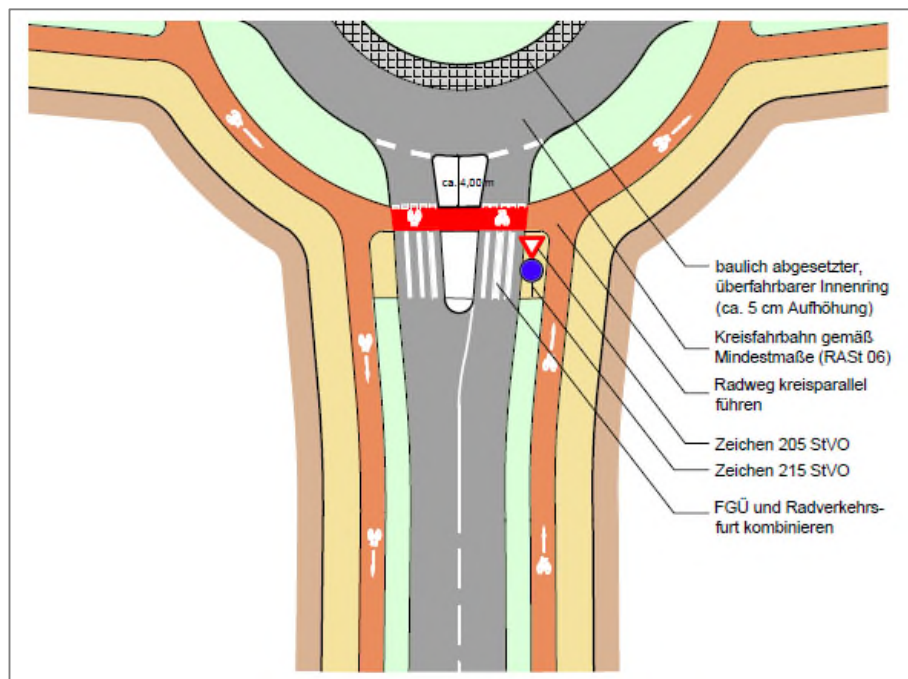 ca. 4,00 m
baulich abgesetzter,
überfahrbarer Innenring
(ca. 5 cm Aufhöhung)
Kreisfahrbahn gemäß
Mindestmaße (RASt 06)
Radweg kreisparallel
führen
Zeichen 205 StVO
Zeichen 215 StVO
FGÜ und Radverkehrs-
furt kombinieren